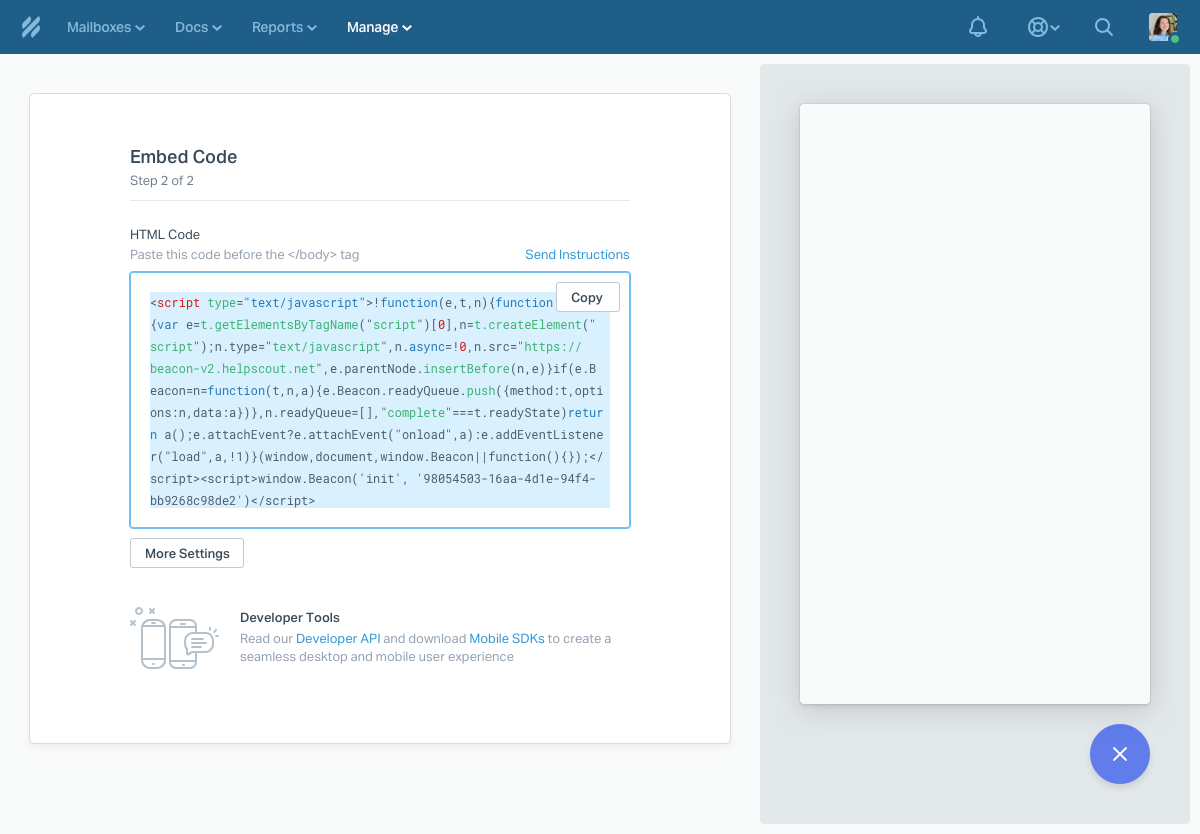 Mailboxes Docs Reports Manage
Embed Code
Step 2 of 2
HTML Code
Paste this code before the </body> tag Send Instructions
Copy
<script type="text/javascript">!function(e,t,n){function
{var e=t.getElementsByTagName("script")[0],n=t.createElement("
script");n.type="text/javascript",n.async=!0,n.src="https://
beacon-v2.helpscout.net",e.parentNode.insertBefore(n,e)}if(e.B
eacon=n=function(t,n,a){e.Beacon.readyQueue.push({method:t,opti
ons:n,data:a})},n.readyQueue=[],"complete"===t.readyState)retur
n a();e.attachEvent?e.attachEvent("onload",a):e.addEventListene
r("load",a,!1)}(window,document,window.Beacon||function(){});</
script><script>window.Beacon('init', '98054503-16aa-4d1e-94f4-
bb9268c98de2')</script>
More Settings
Developer Tools
Read our Developer API and download Mobile SDKs to create a
seamless desktop and mobile user experience